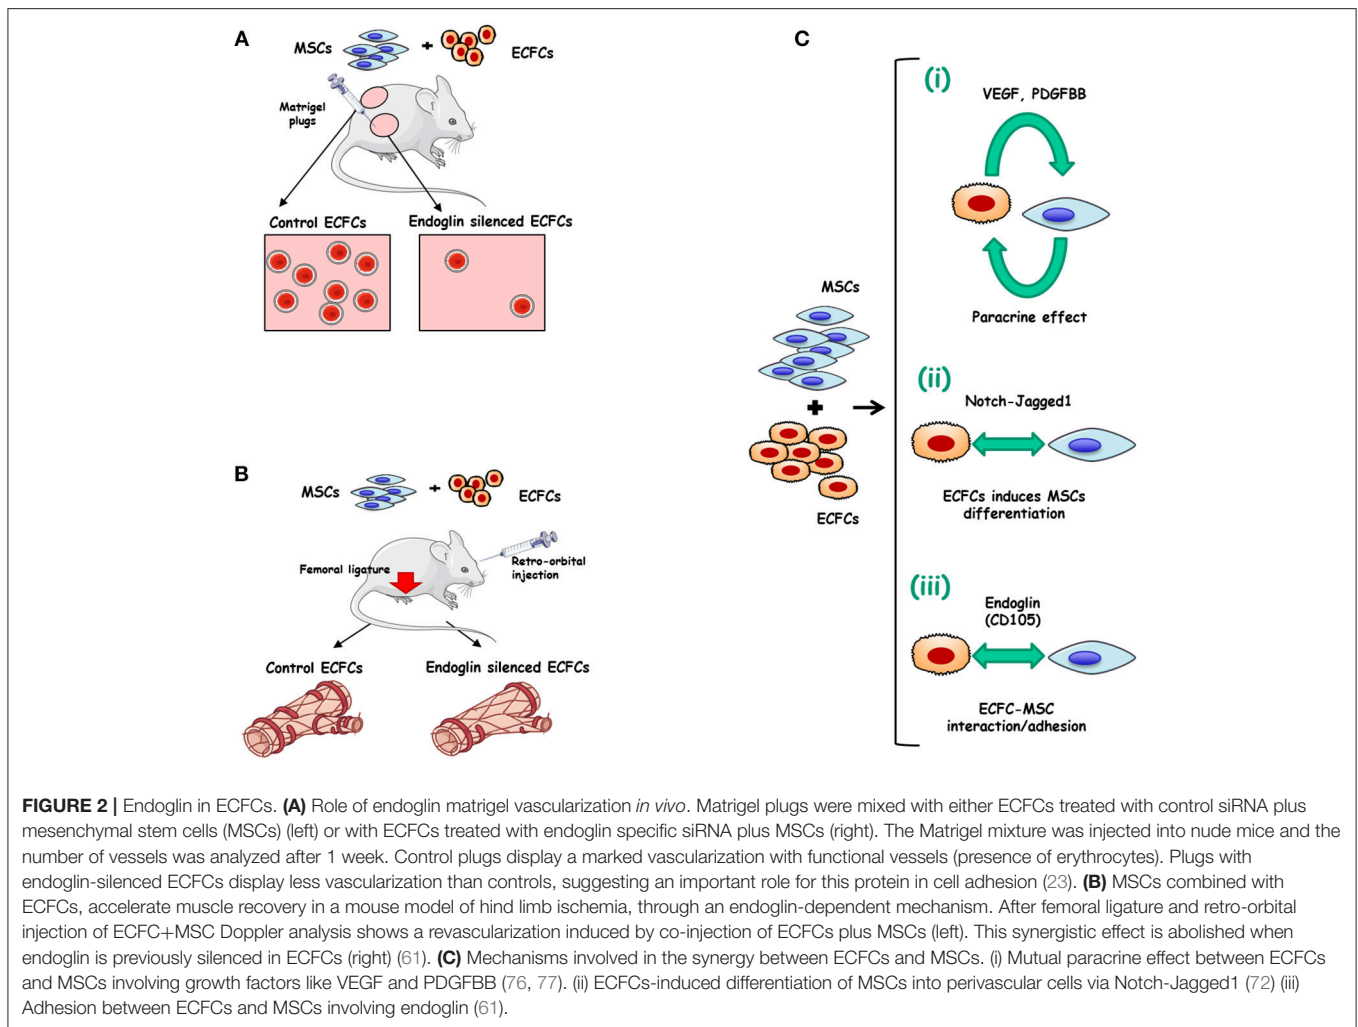 A
MSCs
+
ECFCs
Matrigel
plugs
Control ECFCs
Endoglin silenced ECFCs
B
MSCs
+
ECFCs
Femoral ligature
Retro-orbital
injection
Control ECFCs
Endoglin silenced ECFCs
C
MSCs
+
ECFCs
(i)
VEGF, PDGFBB
Paracrine effect
(ii)
Notch-Jagged1
ECFCs induces MSCs
differentiation
(iii)
Endoglin
(CD105)
ECFC-MSC
interaction/adhesion
FIGURE 2 | Endoglin in ECFCs. (A) Role of endoglin matrigel vascularization in vivo. Matrigel plugs were mixed with either ECFCs treated with control siRNA plus
mesenchymal stem cells (MSCs) (left) or with ECFCs treated with endoglin specific siRNA plus MSCs (right). The Matrigel mixture was injected into nude mice and the
number of vessels was analyzed after 1 week. Control plugs display a marked vascularization with functional vessels (presence of erythrocytes). Plugs with
endoglin-silenced ECFCs display less vascularization than controls, suggesting an important role for this protein in cell adhesion (23). (B) MSCs combined with
ECFCs, accelerate muscle recovery in a mouse model of hind limb ischemia, through an endoglin-dependent mechanism. After femoral ligature and retro-orbital
injection of ECFC+MSC Doppler analysis shows a revascularization induced by co-injection of ECFCs plus MSCs (left). This synergistic effect is abolished when
endoglin is previously silenced in ECFCs (right) (61). (C) Mechanisms involved in the synergy between ECFCs and MSCs. (i) Mutual paracrine effect between ECFCs
and MSCs involving growth factors like VEGF and PDGFBB (76, 77). (ii) ECFCs-induced differentiation of MSCs into perivascular cells via Notch-Jagged1 (72) (iii)
Adhesion between ECFCs and MSCs involving endoglin (61).